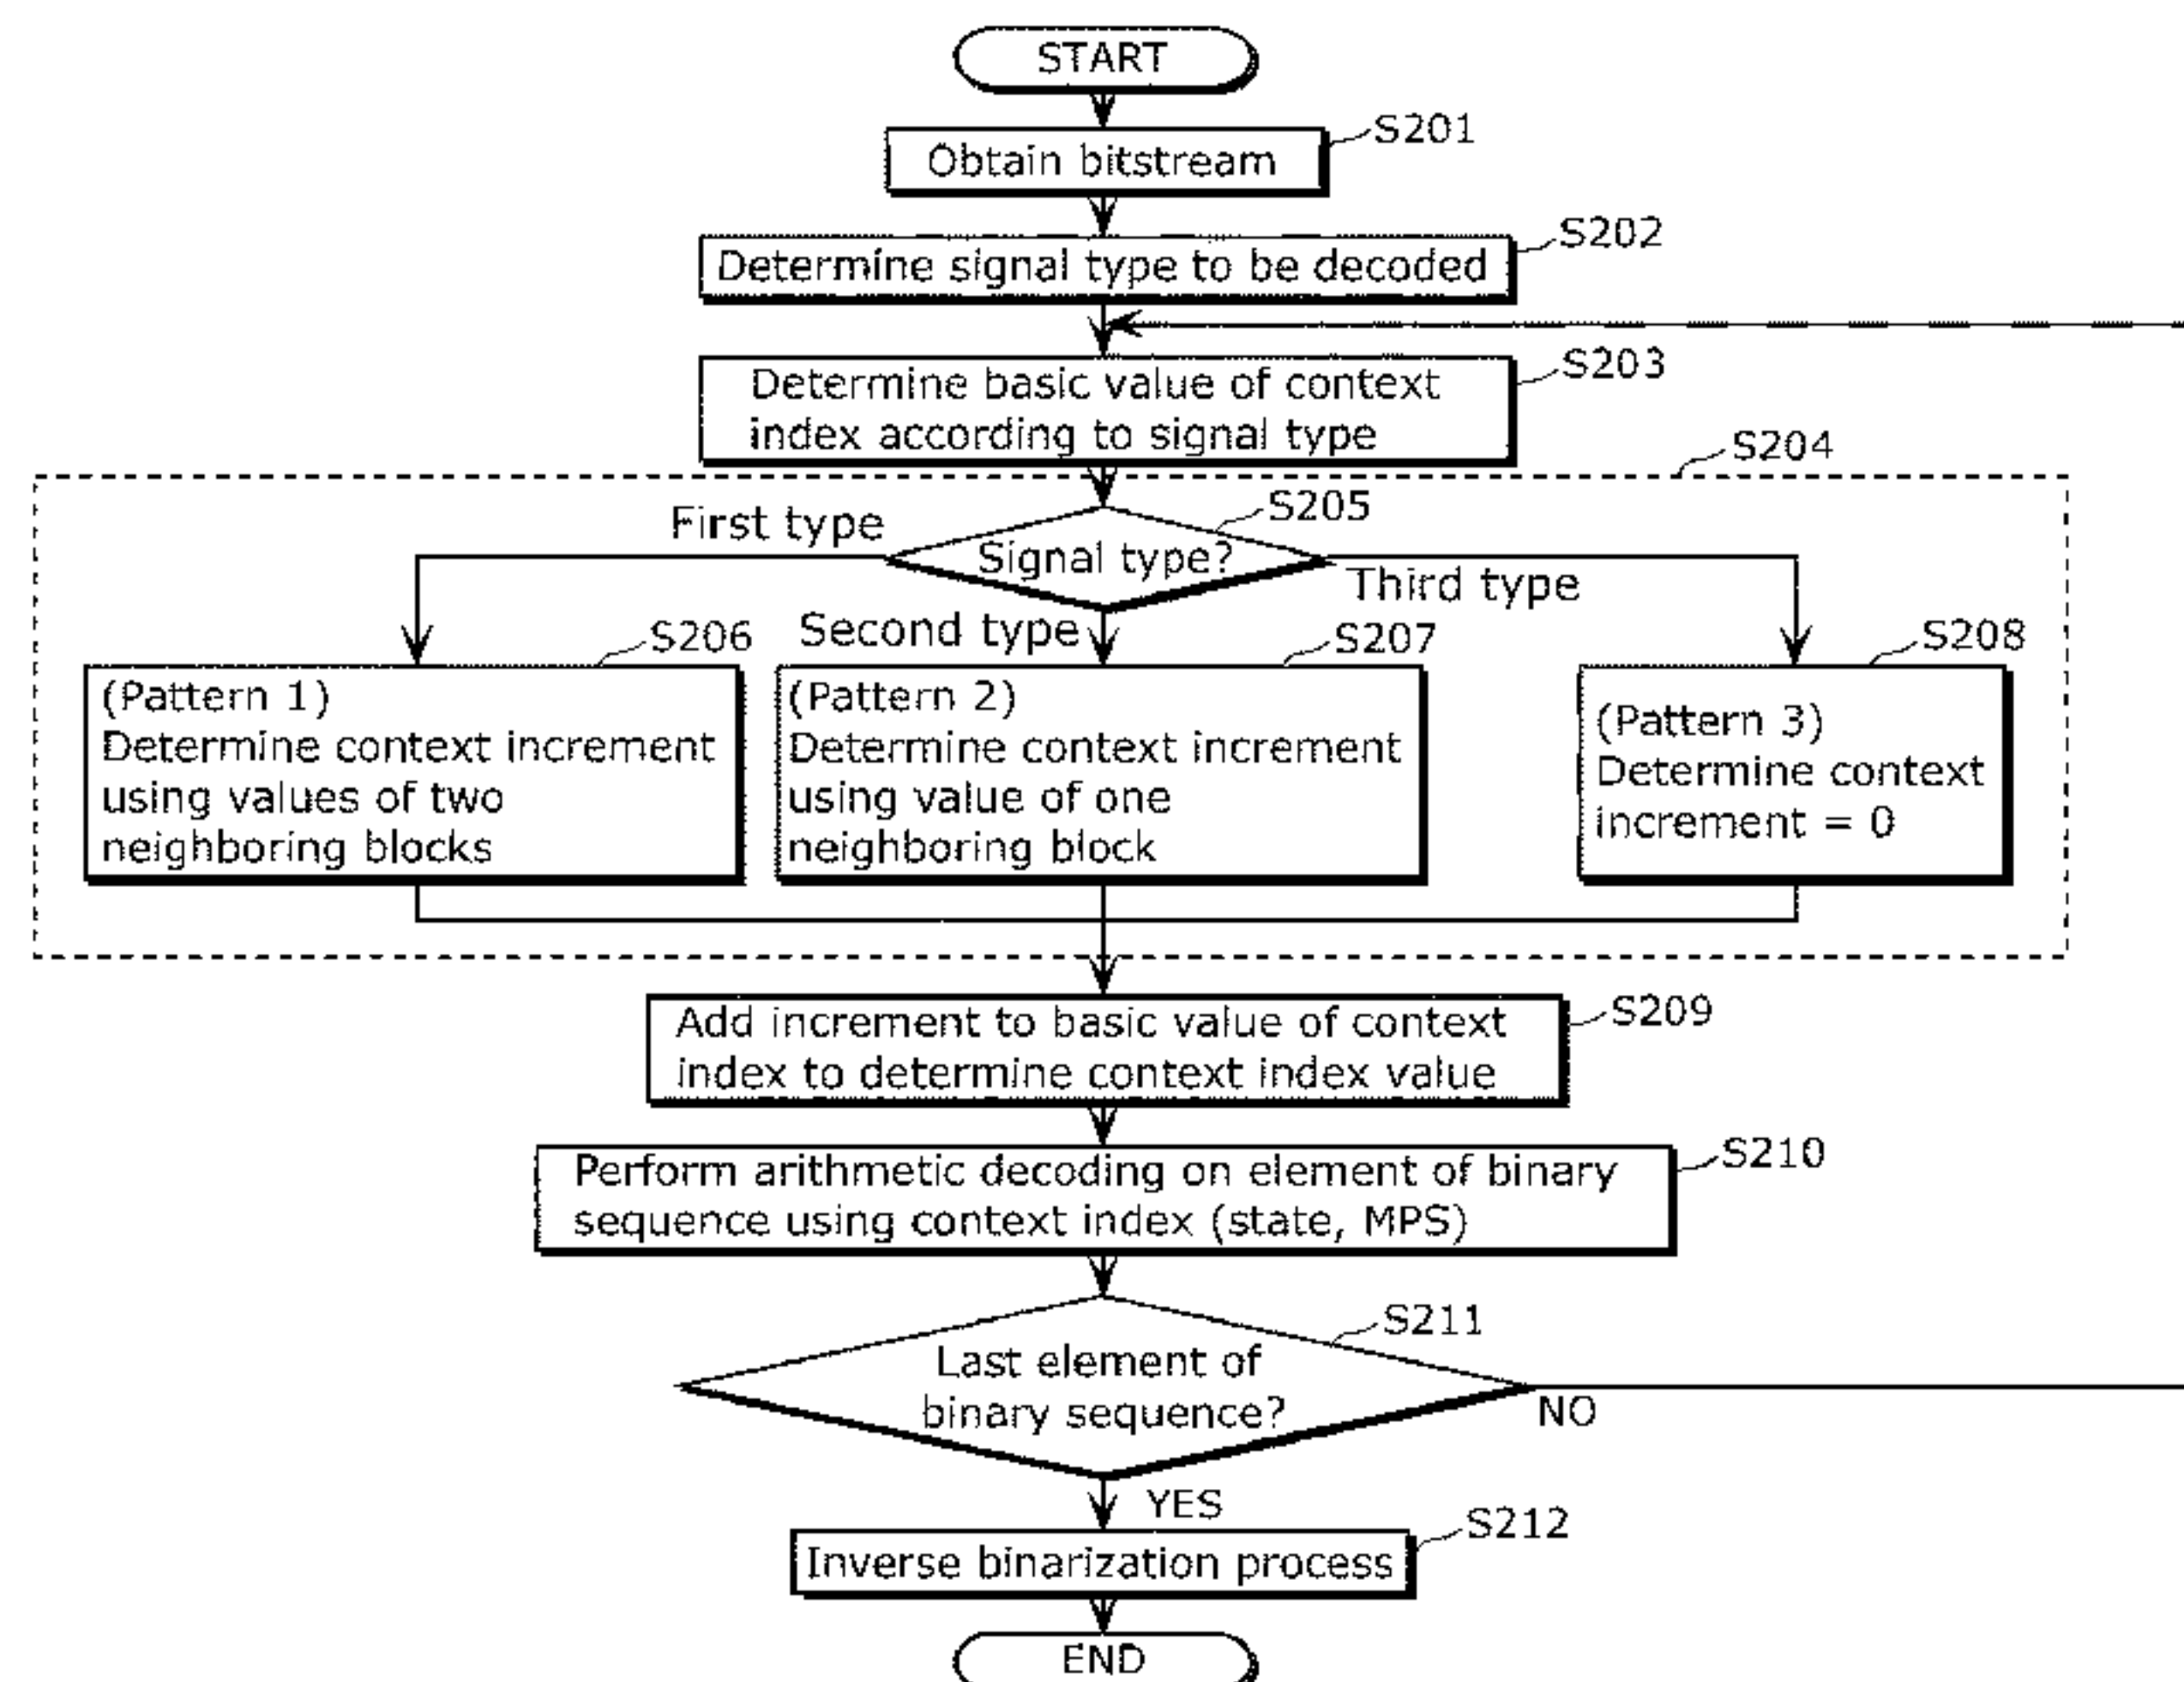 START
S201
Obtain bitstream
S202
Determine signal type to be decoded
S203
Determine basic value of context
index according to signal type
S204
S205
First type
Signal type?
Third type
Second type
S206
S207
S208
(Pattern 1)
Determine context increment
using values of two
neighboring blocks
(Pattern 2)
Determine context increment
using value of one
neighboring block
(Pattern 3)
Determine context
increment = 0
S209
Add increment to basic value of context
index to determine context index value
S210
Perform arithmetic decoding on element of binary
sequence using context index (state, MPS)
S211
Last element of
binary sequence?
NO
YES
S212
Inverse binarization process
END